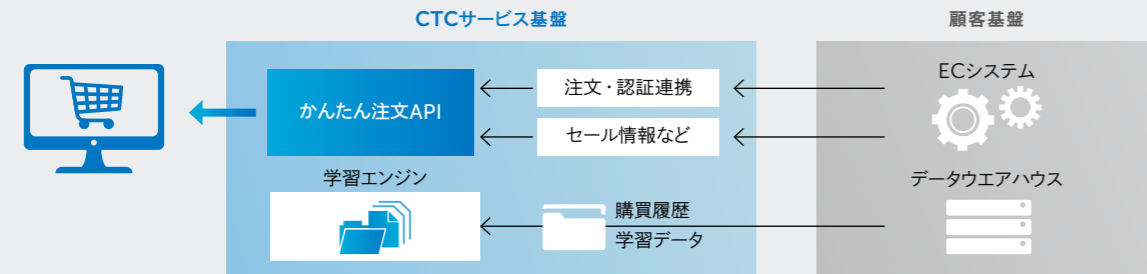 CTCサービス基盤
顧客基盤
かんたん注文API
注文・認証連携
セール情報など
ECシステム
学習エンジン
購買履歴
学習データ
データウエアハウス